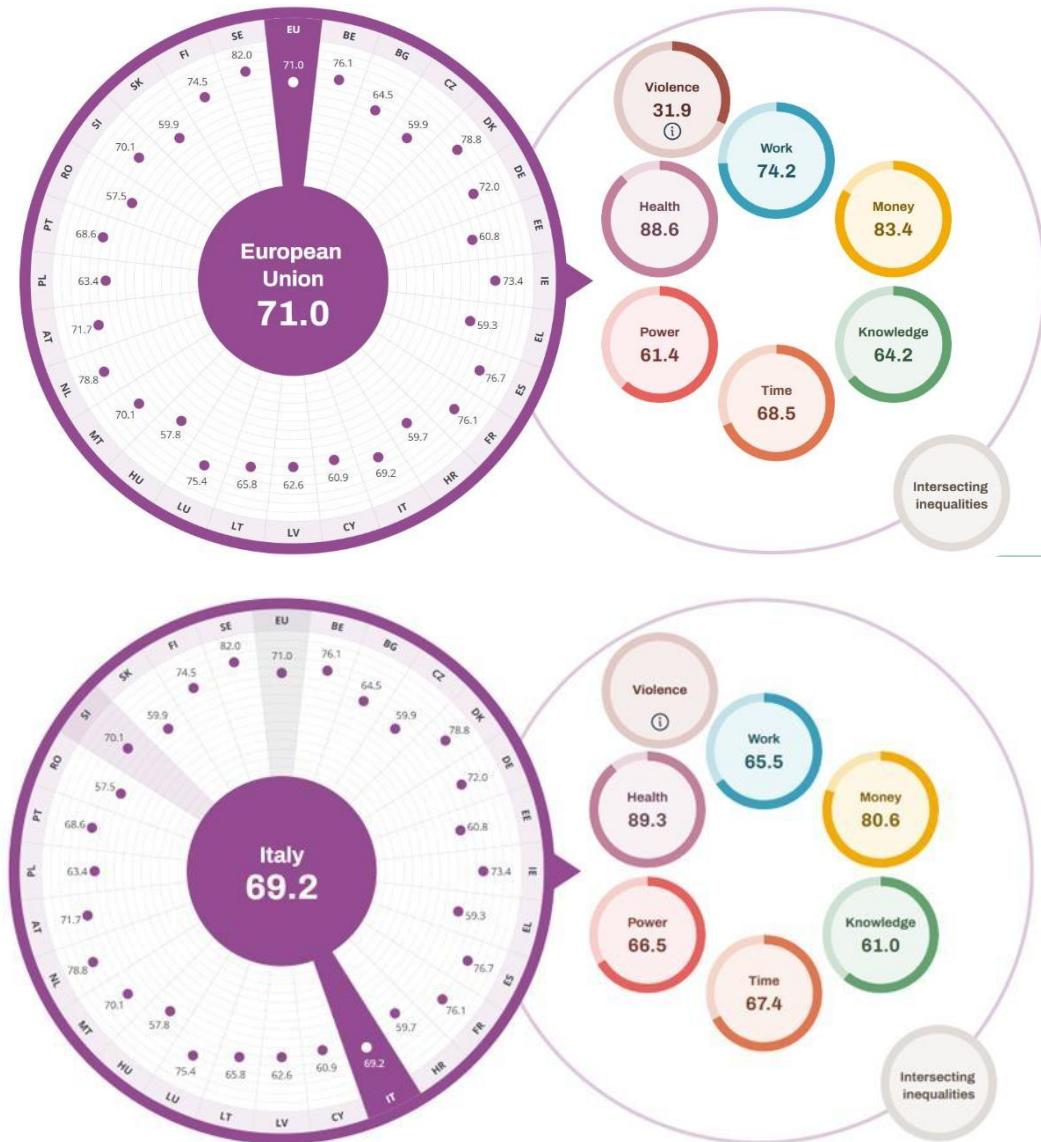 EU
71.0
BE
76.1
BG
64.5
CZ
59.9
DK
78.8
DE
72.0
EE
60.8
IE
73.4
EL
59.3
ES
76.7
FR
76.1
HR
59.7
IT
69.2
CY
60.9
LV
62.6
LT
65.8
LU
75.4
HU
57.8
MT
70.1
NL
78.8
AT
71.7
PL
63.4
PT
68.6
RO
57.5
SI
70.1
SK
59.9
FI
74.5
SE
82.0
European
Union
71.0
Violence
31.9
i
Work
74.2
Health
88.6
Money
83.4
Power
61.4
Knowledge
64.2
Time
68.5
Intersecting
inequalities
EU
71.0
BE
76.1
BG
64.5
CZ
59.9
DK
78.8
DE
72.0
EE
60.8
IE
73.4
EL
59.3
ES
76.7
FR
76.1
HR
59.7
IT
69.2
CY
60.9
LV
62.6
LT
65.8
LU
75.4
HU
57.8
MT
70.1
NL
78.8
AT
71.7
PL
63.4
PT
68.6
RO
57.5
SI
70.1
SK
59.9
FI
74.5
SE
82.0
Italy
69.2
Violence
i
Work
65.5
Health
89.3
Money
80.6
Power
66.5
Knowledge
61.0
Time
67.4
Intersecting
inequalities